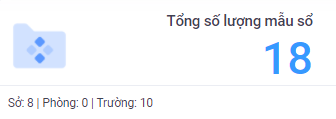 Tổng số lượng mẫu sổ
18
Sở: 8 | Phòng: 0 | Trường: 10